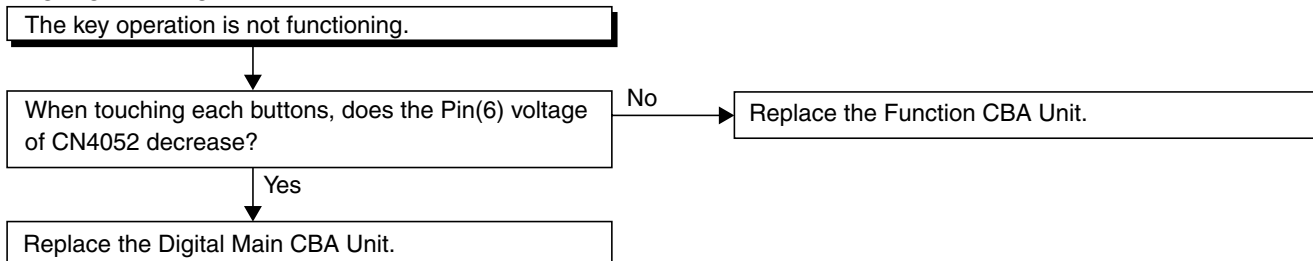 The key operation is not functioning.
When touching each buttons, does the Pin(6) voltage
of CN4052 decrease?
No
Replace the Function CBA Unit.
Yes
Replace the Digital Main CBA Unit.